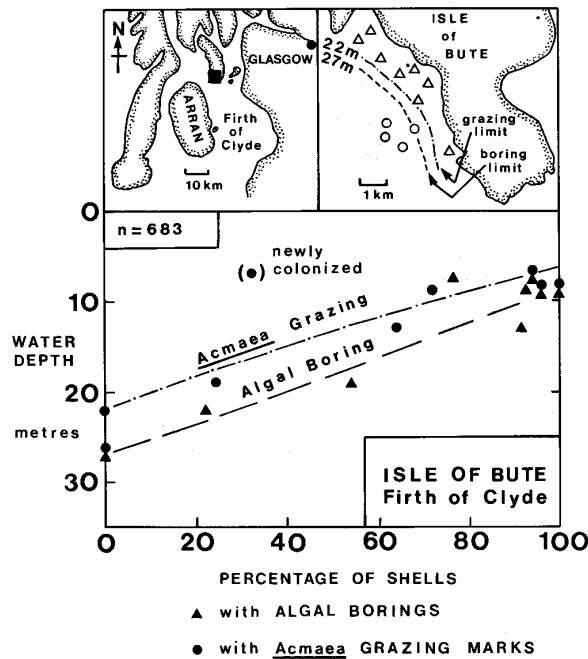 N
GLASGOW
ARRAN
Firth
of
Clyde
10 km
ISLE
of
BUTE
22m
27m
grazing
limit
boring
limit
1 km
0
n=683
newly
colonized
10
WATER
DEPTH
Acmaea Grazing
Algal Boring
20
metres
30
ISLE OF BUTE
Firth of Clyde
0 20 40 60 80 100
PERCENTAGE OF SHELLS
▲ with ALGAL BORINGS
● with Acmaea GRAZING MARKS